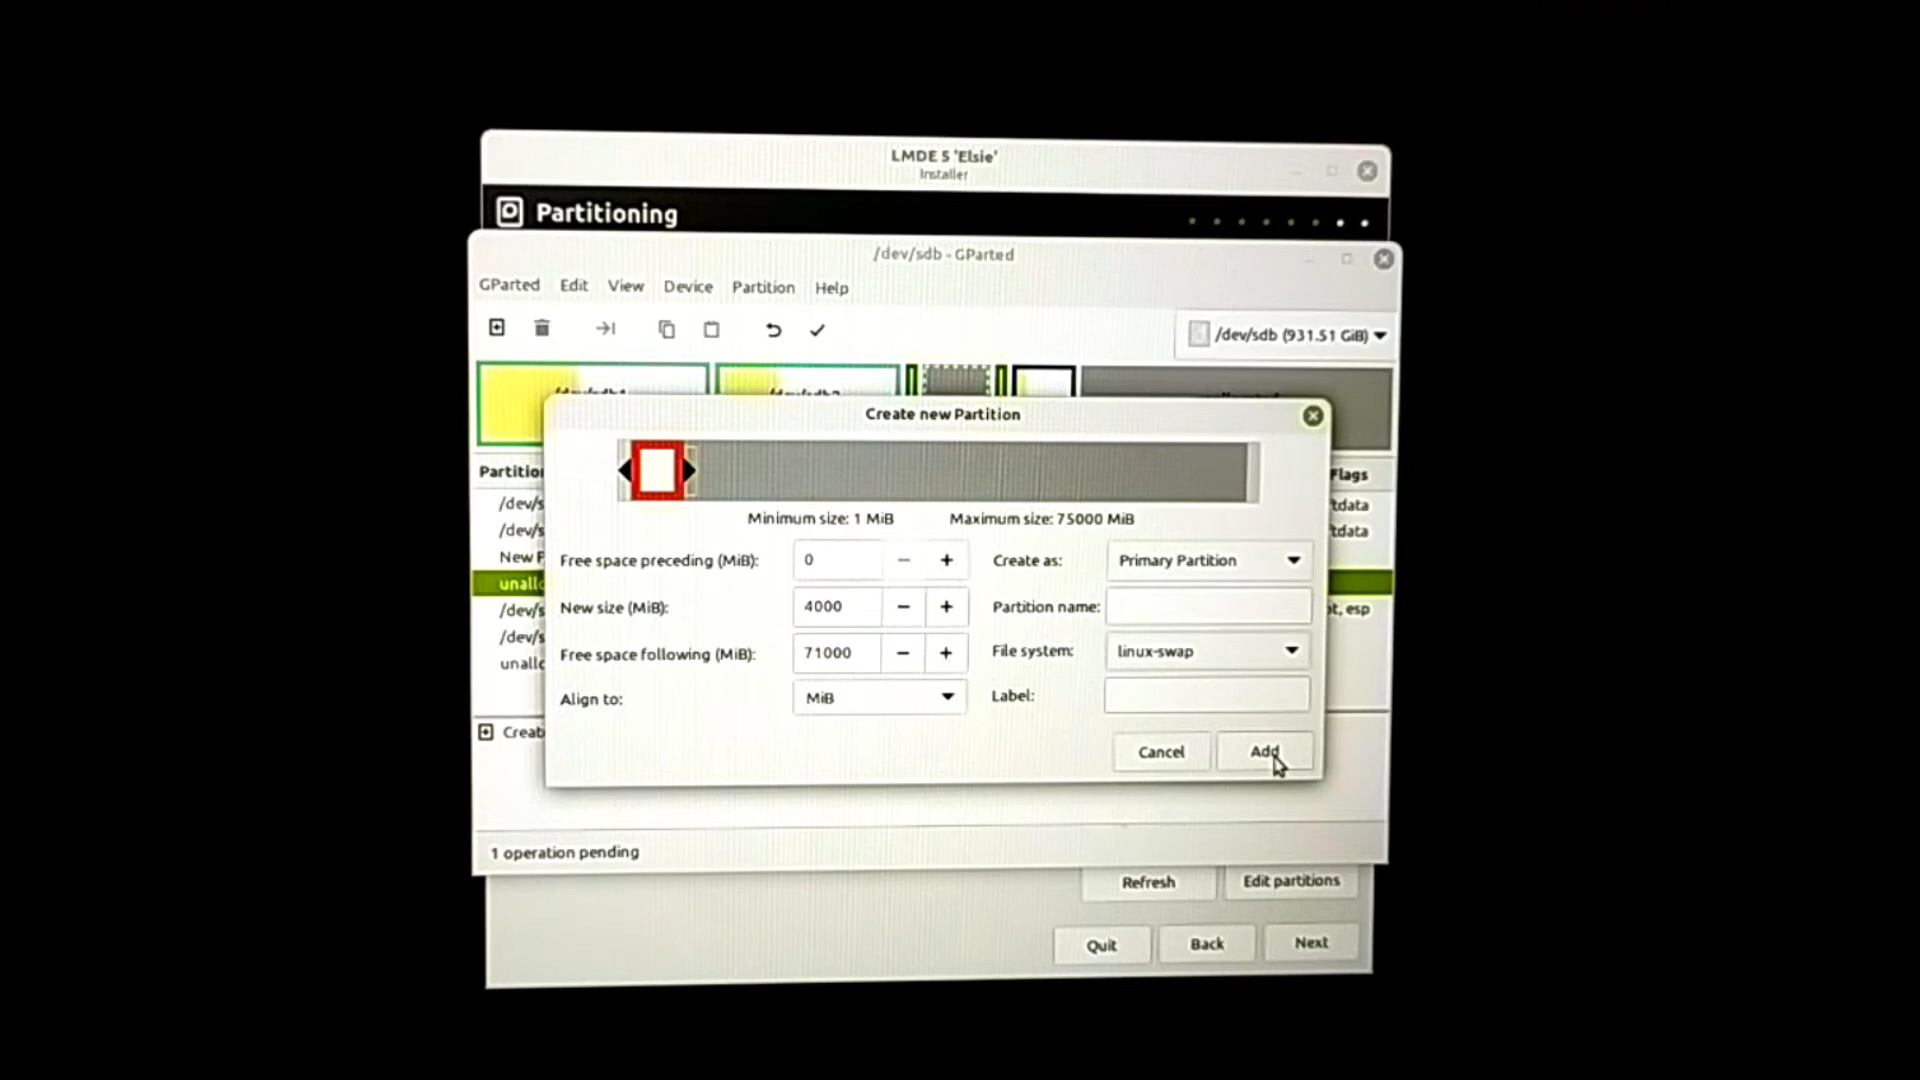 LMDE 5 'Elsie'
Installer
Partitioning
/dev/sdb - GParted
GParted Edit View Device Partition Help
/dev/sdb (931.51 GiB)
Create new Partition
Partitio
Flags
Minimum size: 1 MiB Maximum size: 75000 MiB
/dev/s
tdata
/dev/s
tdata
New P
Free space preceding (MiB): 0 Create as: Primary Partition
unallo
New size (MiB): 4000 Partition name:
/dev/s
t, esp
/dev/s
Free space following (MiB): 71000 File system: linux-swap
unallo
Align to: MiB Label:
Creat
Cancel Add
1 operation pending
Refresh Edit partitions
Quit Back Next